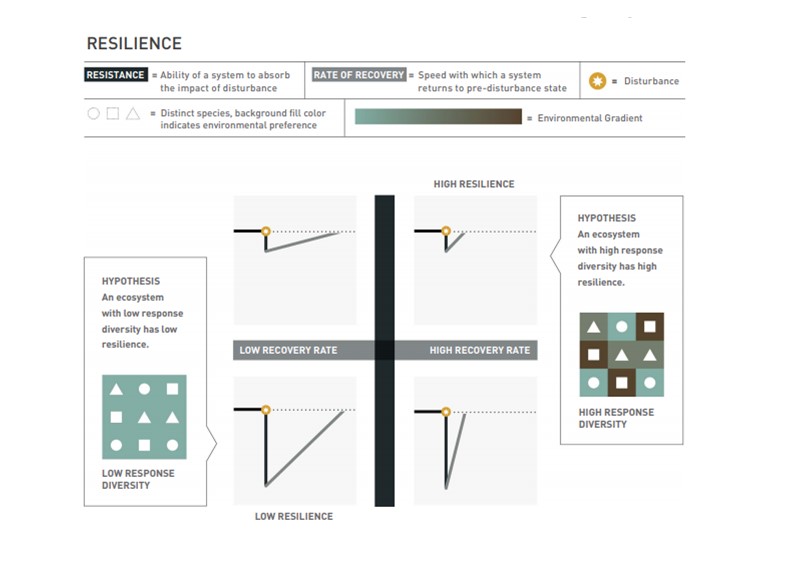 RESILIENCE
RESISTANCE = Ability of a system to absorb
the impact of disturbance
RATE OF RECOVERY = Speed with which a system
returns to pre-disturbance state
= Disturbance
= Distinct species, background fill color
indicates environmental preference
= Environmental Gradient
HIGH RESILIENCE
HYPOTHESIS
An ecosystem
with high response
diversity has high
resilience.
HIGH RESPONSE
DIVERSITY
HYPOTHESIS
An ecosystem
with low response
diversity has low
resilience.
LOW RESPONSE
DIVERSITY
LOW RECOVERY RATE
HIGH RECOVERY RATE
LOW RESILIENCE